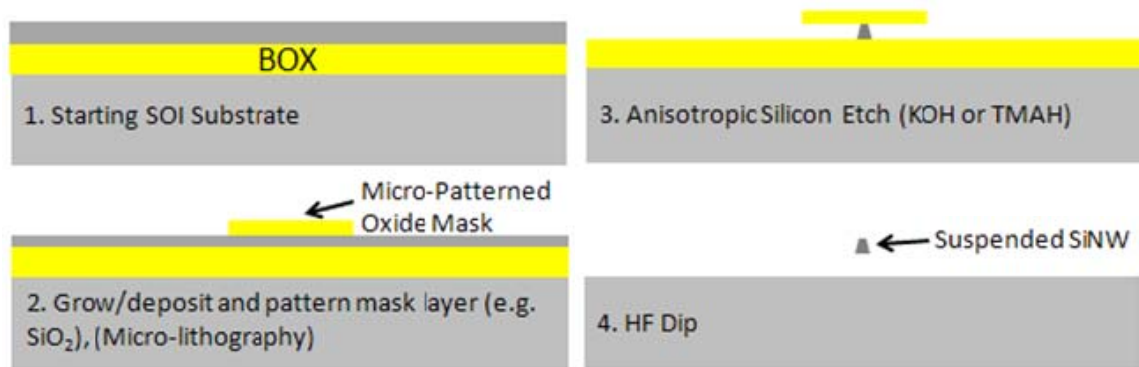 BOX
1. Starting SOI Substrate
Micro-Patterned
Oxide Mask
2. Grow/deposit and pattern mask layer (e.g.
SiO₂), (Micro-lithography)
3. Anisotropic Silicon Etch (KOH or TMAH)
Suspended SiNW
4. HF Dip